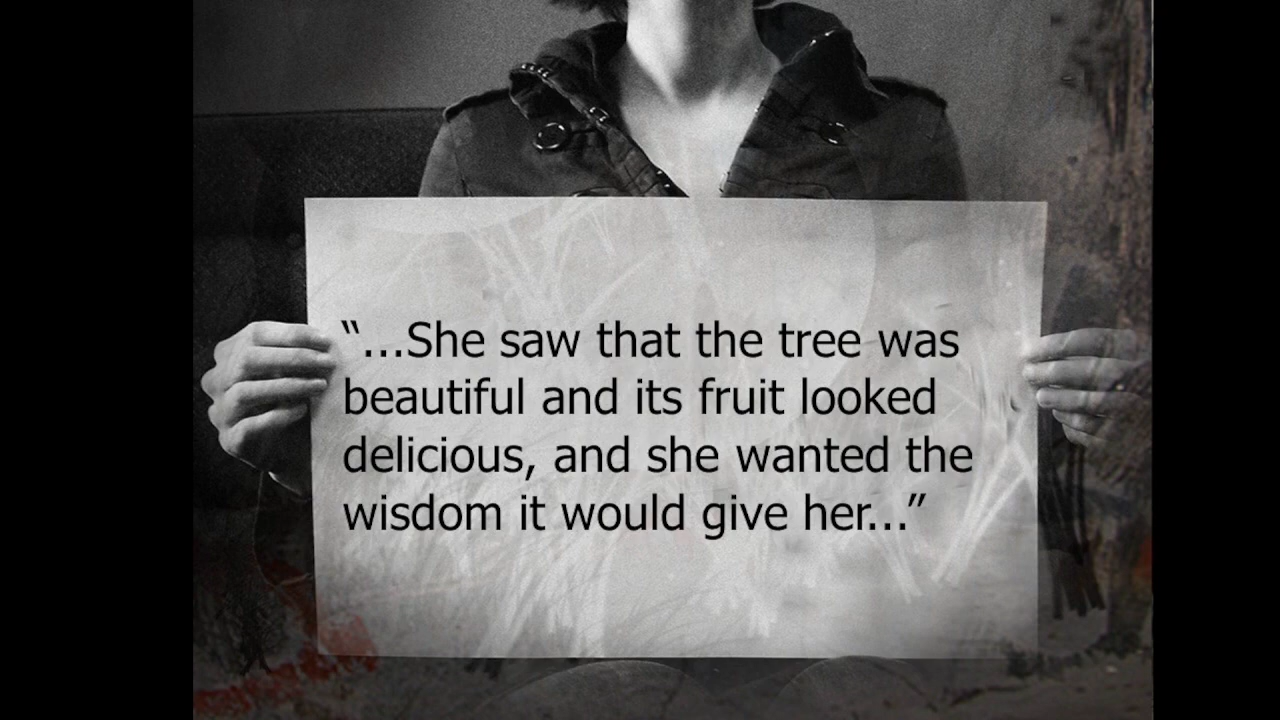 “...She saw that the tree was
beautiful and its fruit looked
delicious, and she wanted the
wisdom it would give her...”